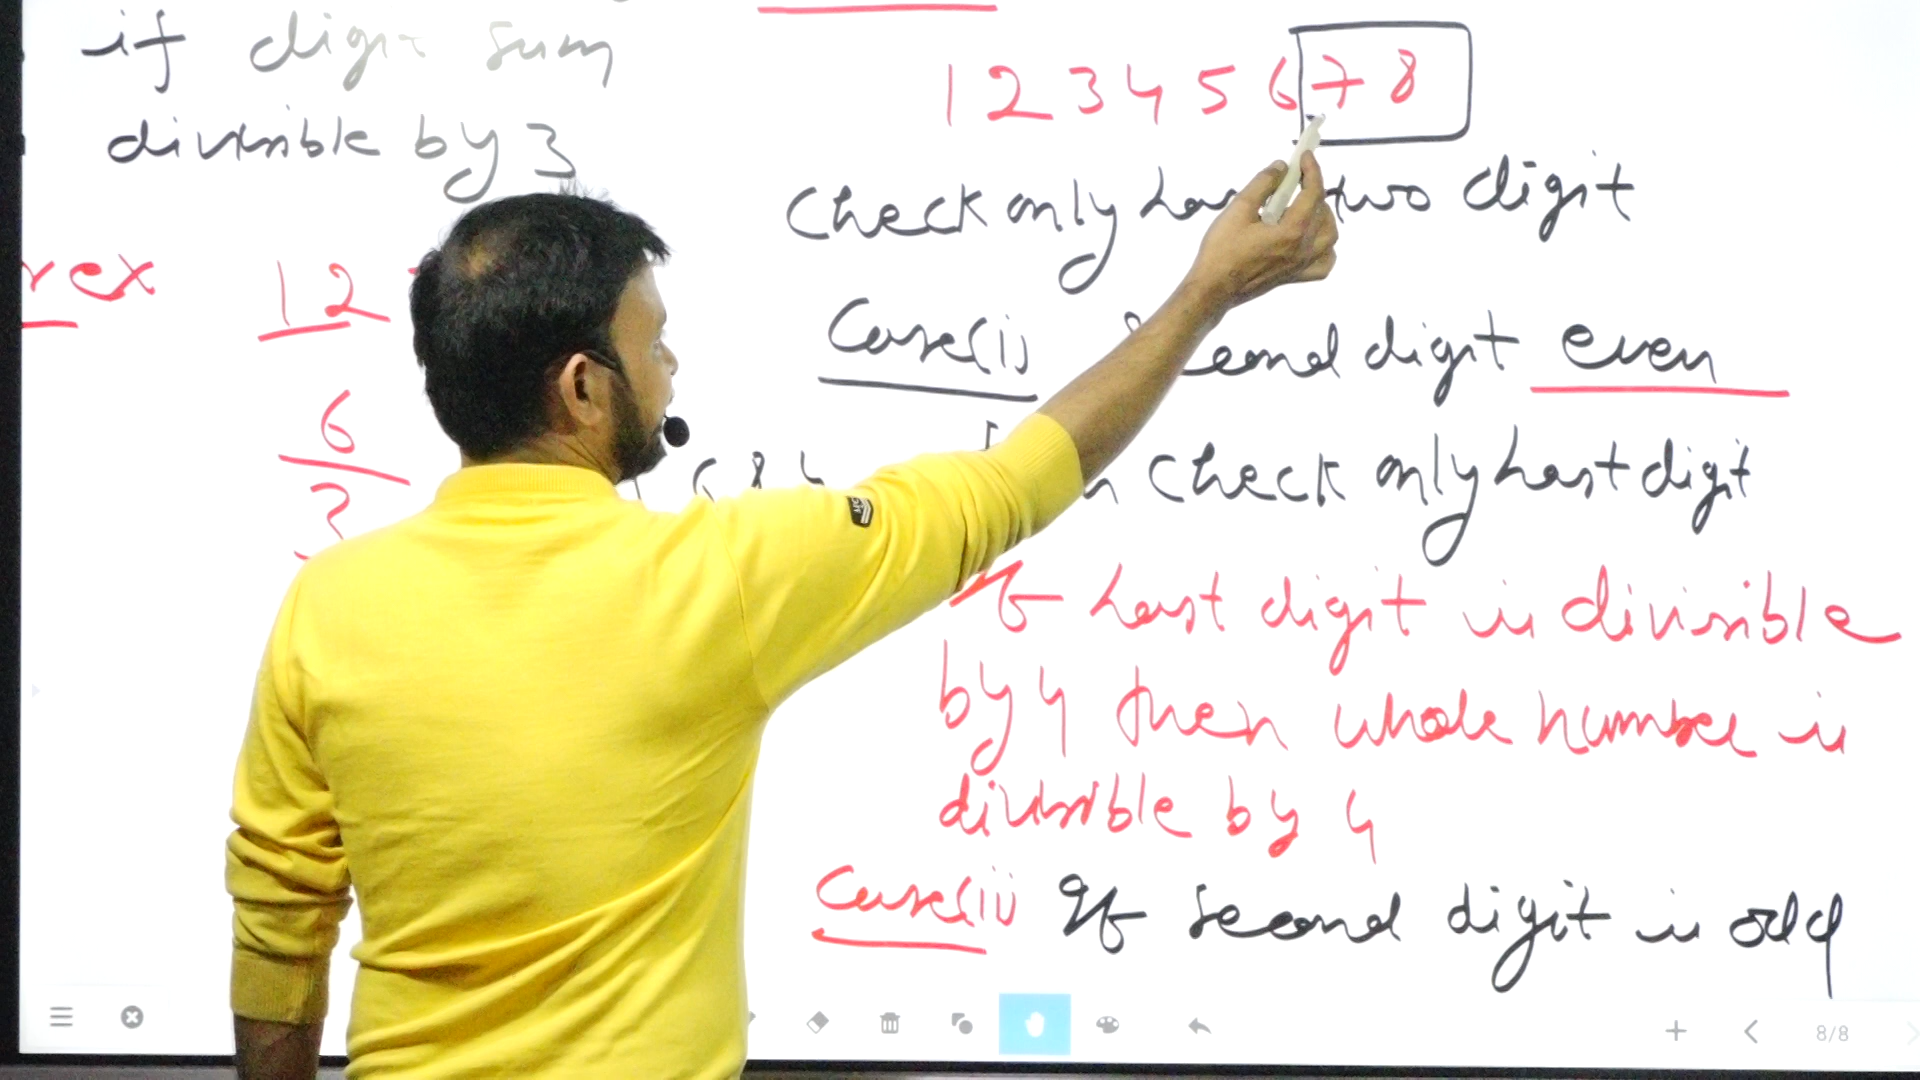 if digit sum
divisible by 3
ex 12
6
3
12345678
Check only two digit
Case(i) digit even
check only Last digit
If Last digit is divisible
by 4 then whole number is
divisible by 4
Case(ii) If second digit is odd
8/8